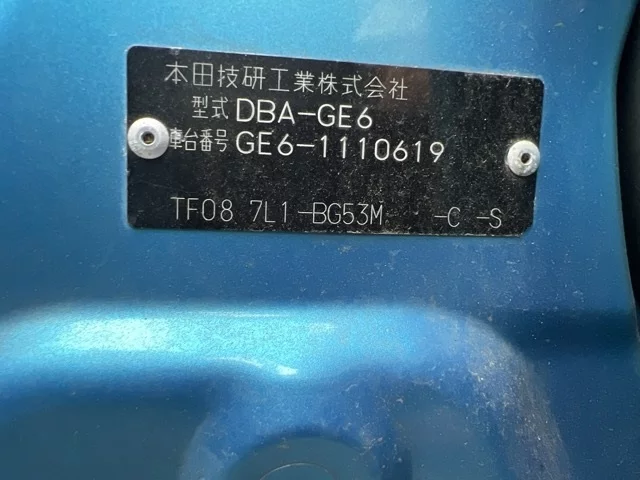 本田技研工業株式会社
型式 DBA-GE6
車台番号 GE6-1110619
TF08 7L1-BG53M -C -S